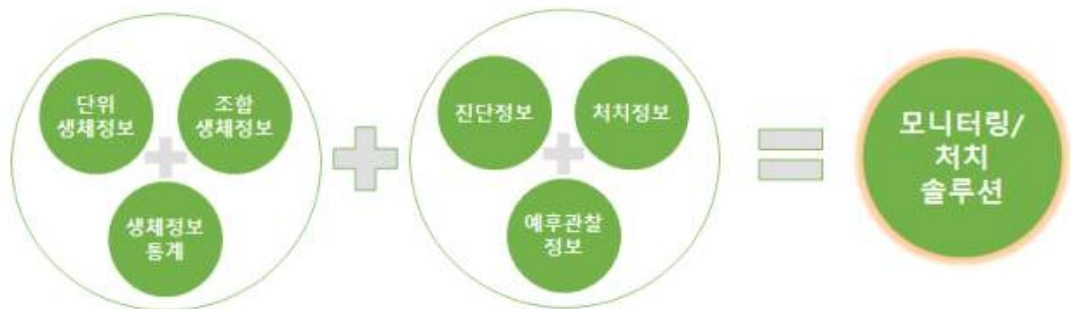 단위
생체정보
조합
생체정보
생체정보
통계
진단정보
처치정보
예후관찰
정보
모니터링/
처치
솔루션